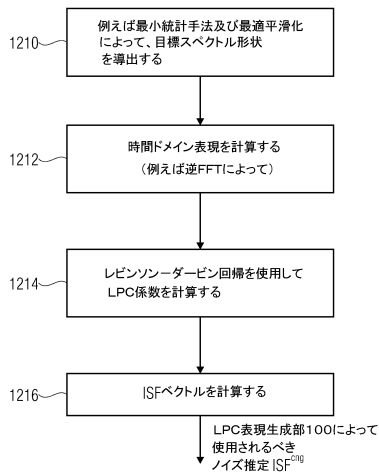 1210
例えば最小統計手法及び最適平滑化
によって、目標スペクトル形状
を導出する
1212
時間ドメイン表現を計算する
(例えば逆FFTによって)
1214
レビンソン－ダービン回帰を使用して
LPC係数を計算する
1216
ISFベクトルを計算する
LPC表現生成部100によって
使用されるべき
ノイズ推定 ISFcng